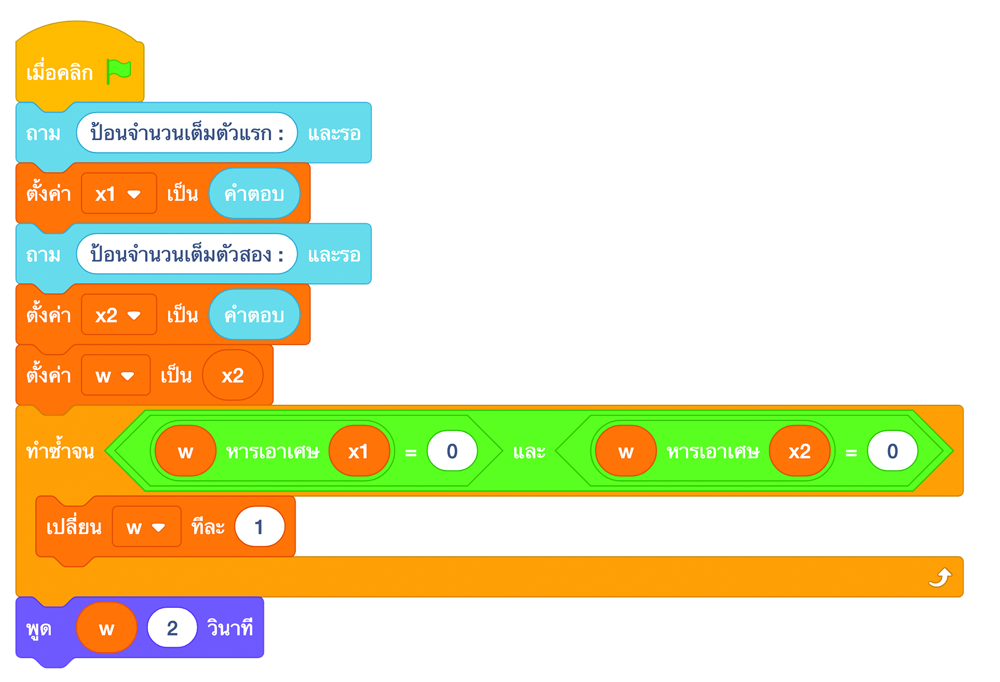 เมื่อคลิก
ถาม ป้อนจำนวนเต็มตัวแรก : และรอ
ตั้งค่า x1 เป็น คำตอบ
ถาม ป้อนจำนวนเต็มตัวสอง : และรอ
ตั้งค่า x2 เป็น คำตอบ
ตั้งค่า w เป็น x2
ทำซ้ำจน w หารเอาเศษ x1 = 0 และ w หารเอาเศษ x2 = 0
เปลี่ยน w ทีละ 1
พูด w 2 วินาที